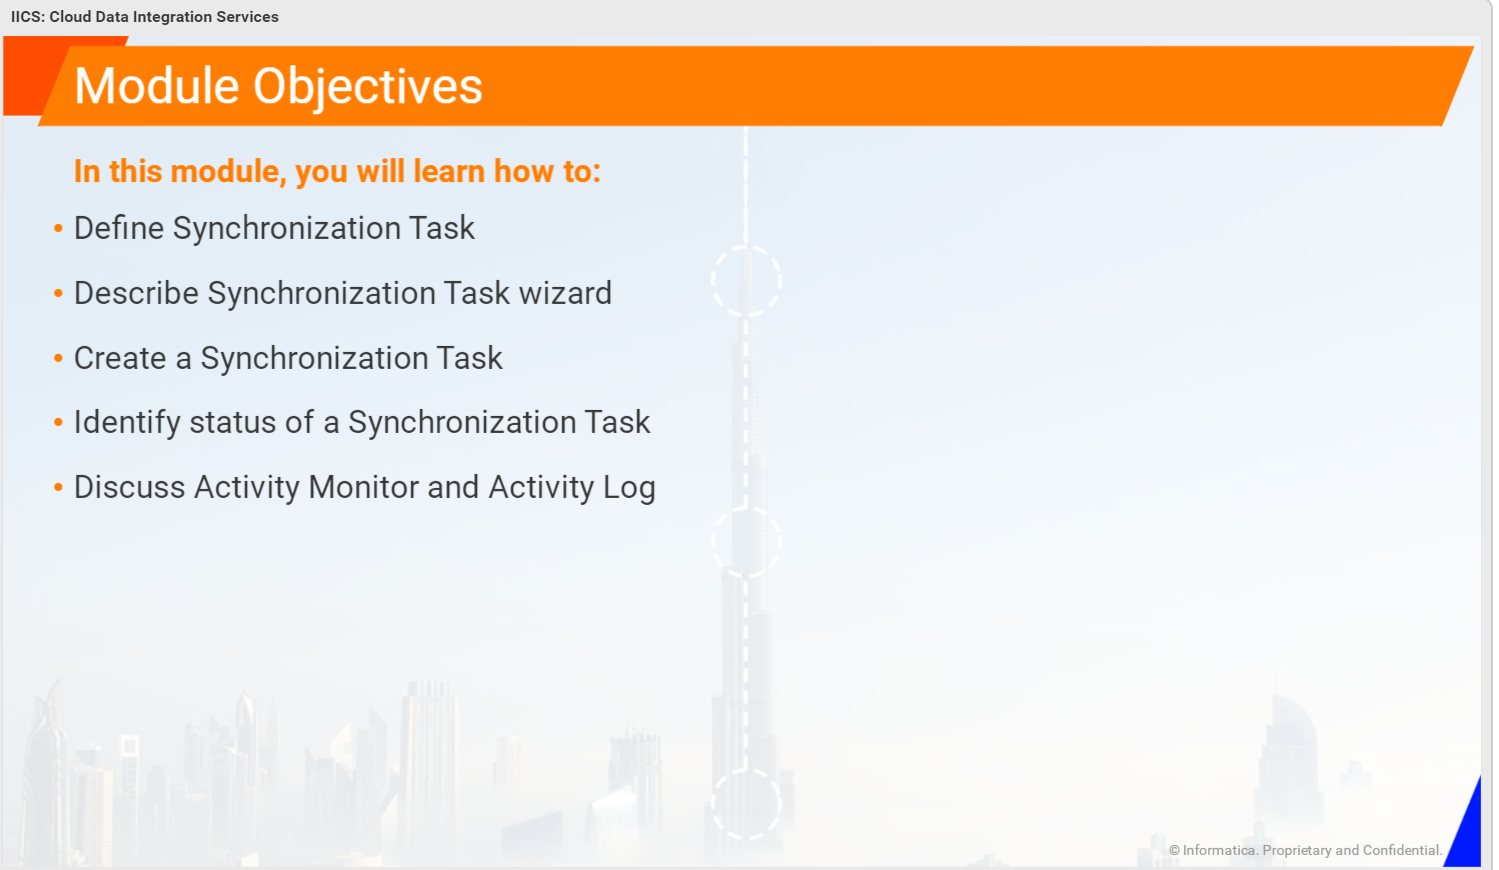 IICS: Cloud Data Integration Services
Module Objectives
In this module, you will learn how to:
• Define Synchronization Task
• Describe Synchronization Task wizard
• Create a Synchronization Task
• Identify status of a Synchronization Task
• Discuss Activity Monitor and Activity Log
© Informatica. Proprietary and Confidential.